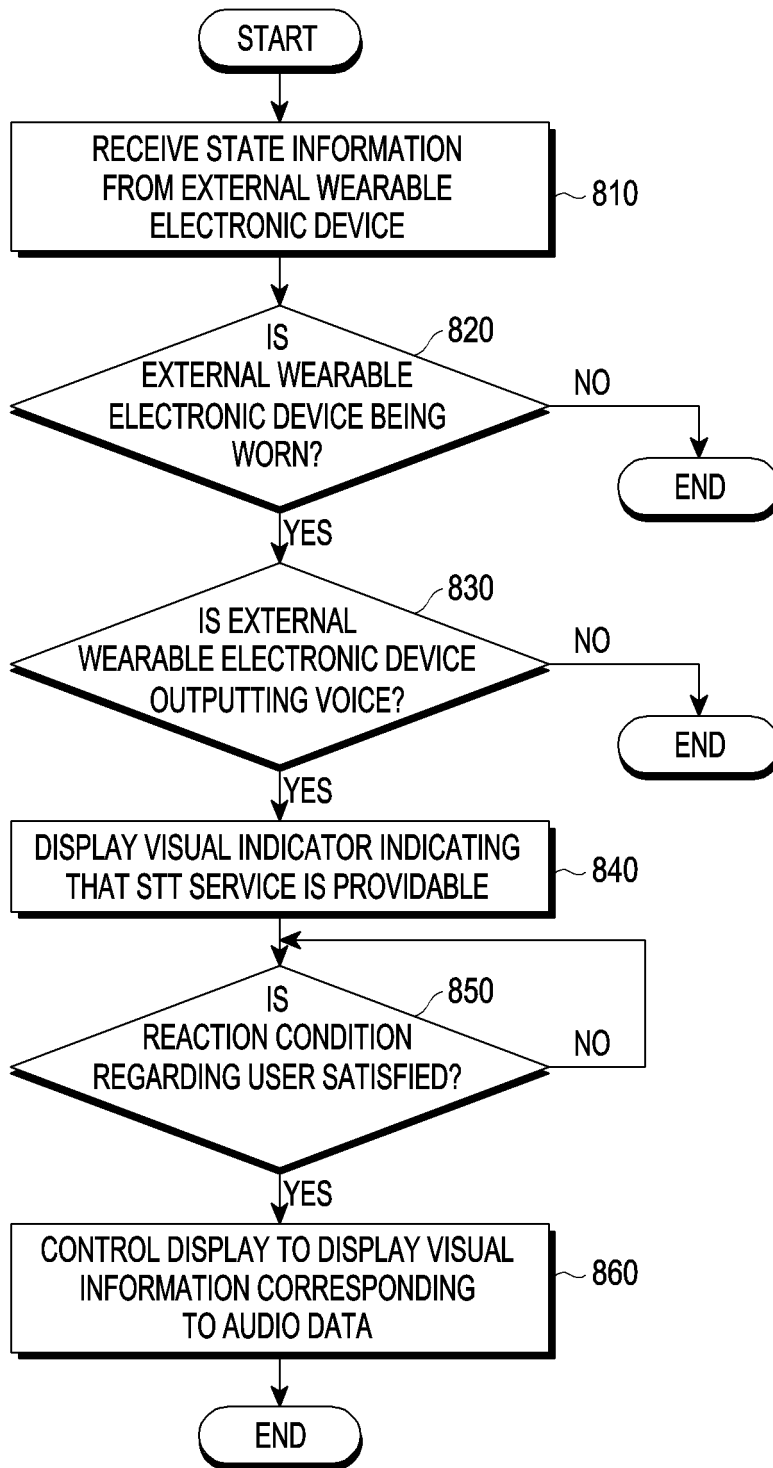 START
RECEIVE STATE INFORMATION
FROM EXTERNAL WEARABLE
ELECTRONIC DEVICE
810
IS
EXTERNAL WEARABLE
ELECTRONIC DEVICE BEING
WORN?
820
NO
END
YES
IS EXTERNAL
WEARABLE ELECTRONIC DEVICE
OUTPUTTING VOICE?
830
NO
END
YES
DISPLAY VISUAL INDICATOR INDICATING
THAT STT SERVICE IS PROVIDABLE
840
IS
REACTION CONDITION
REGARDING USER SATISFIED?
850
NO
YES
CONTROL DISPLAY TO DISPLAY VISUAL
INFORMATION CORRESPONDING
TO AUDIO DATA
860
END